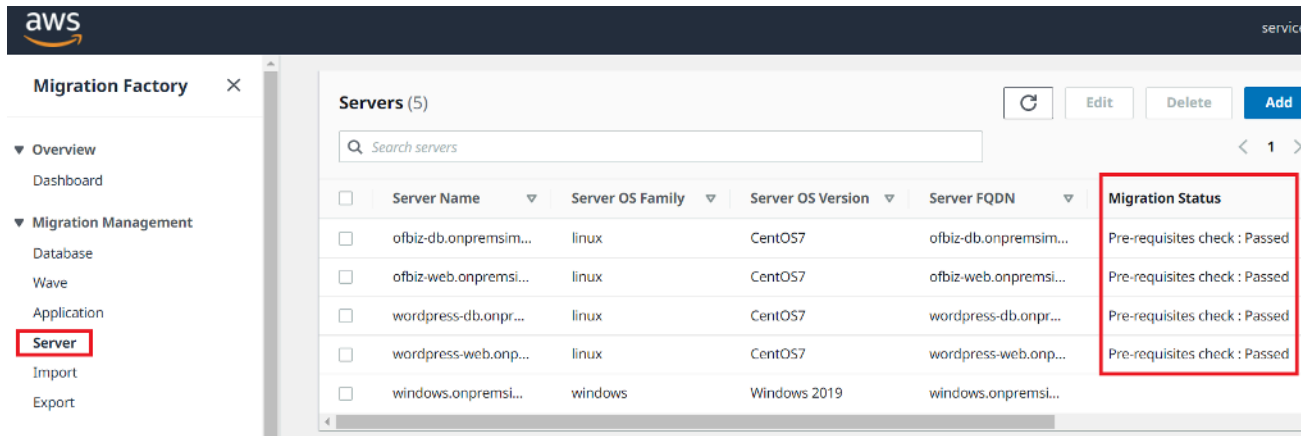 aws
service
Migration Factory
Servers (5)
Edit Delete Add
Search servers
1
Overview
Dashboard
Migration Management
Database
Wave
Application
Server
Import
Export
Server Name Server OS Family Server OS Version Server FQDN Migration Status
ofbiz-db.onpremsim... linux CentOS7 ofbiz-db.onpremsim... Pre-requisites check : Passed
ofbiz-web.onpremsi... linux CentOS7 ofbiz-web.onpremsi... Pre-requisites check : Passed
wordpress-db.onpr... linux CentOS7 wordpress-db.onpr... Pre-requisites check : Passed
wordpress-web.onp... linux CentOS7 wordpress-web.onp... Pre-requisites check : Passed
windows.onpremsi... windows Windows 2019 windows.onpremsi...